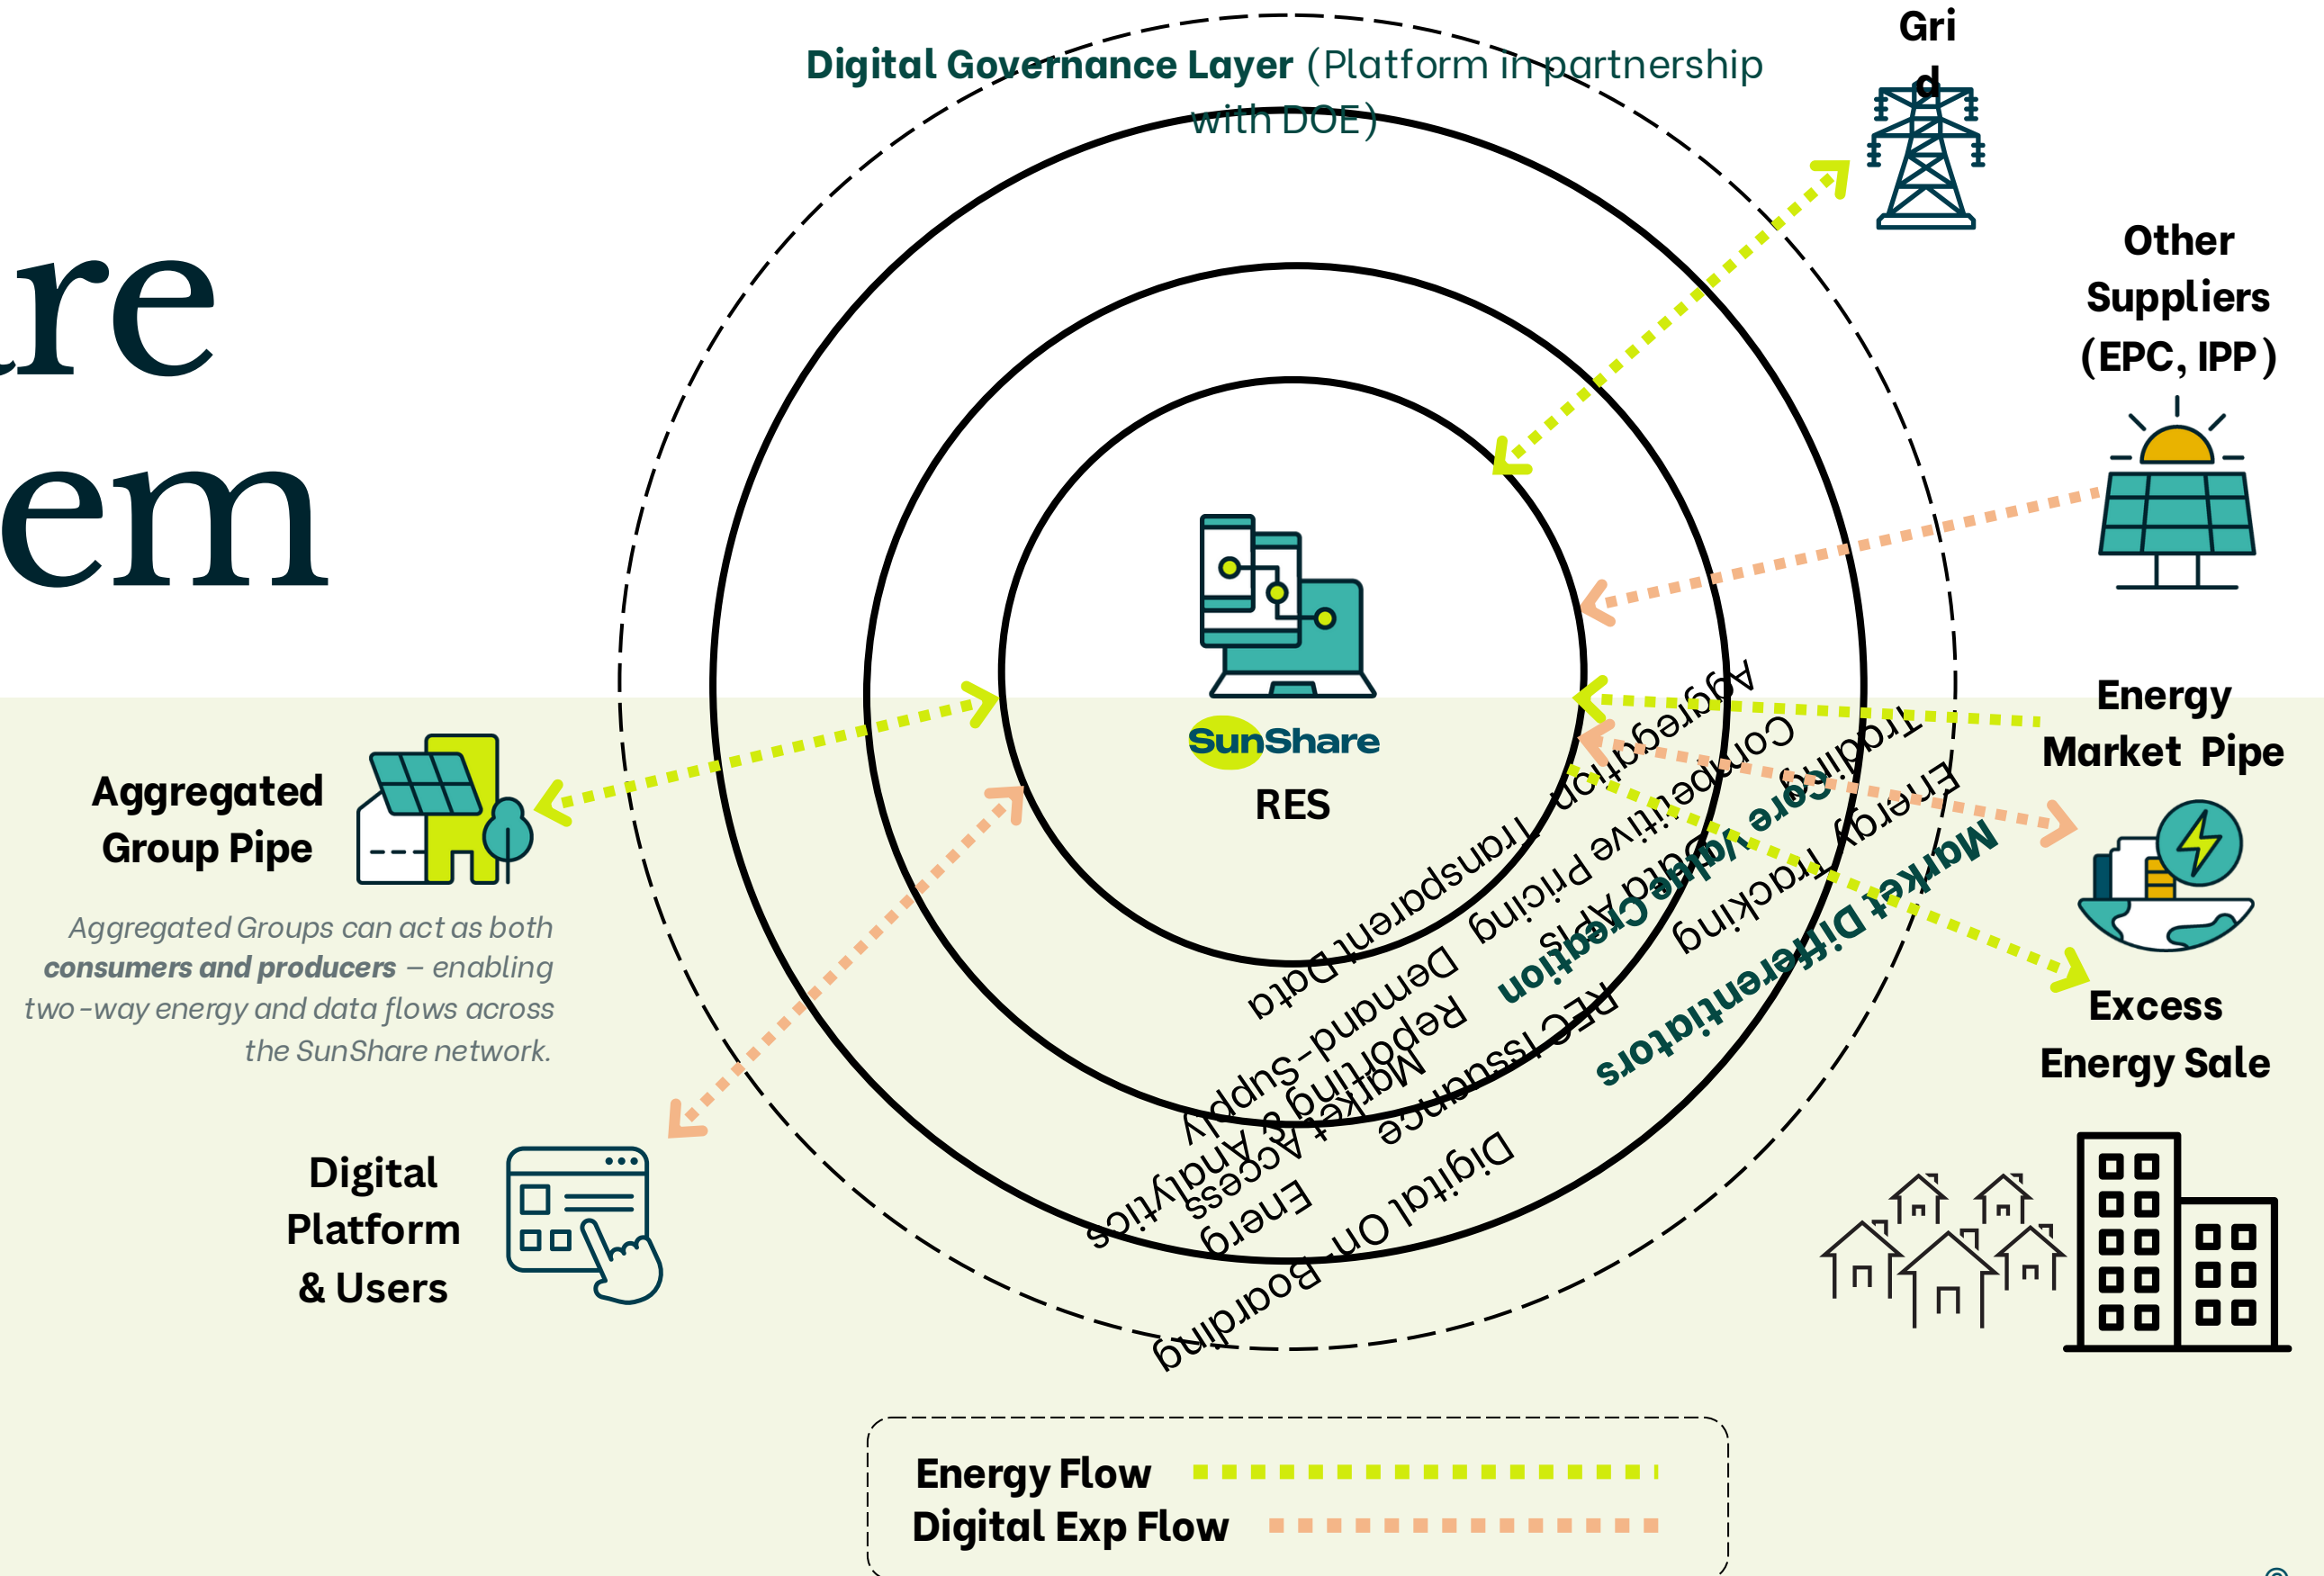 are
em
Digital Governance Layer (Platform in partnership
with DOE)
Gri
d
Other
Suppliers
(EPC, IPP)
SunShare
RES
Energy
Market Pipe
Aggregated
Group Pipe
Aggregated Groups can act as both
consumers and producers – enabling
two-way energy and data flows across
the SunShare network.
Digital
Platform
& Users
Excess
Energy Sale
Aggregation
Transparent Data
Competitive Pricing
Demand-Supply
Trading
Data APIs
Reporting
& Analytics
Core Value Creation
Market Access
Energy Tracking
REC Issuance
Energy
Market Differentiators
Digital On-Boarding
Energy Flow
Digital Exp Flow